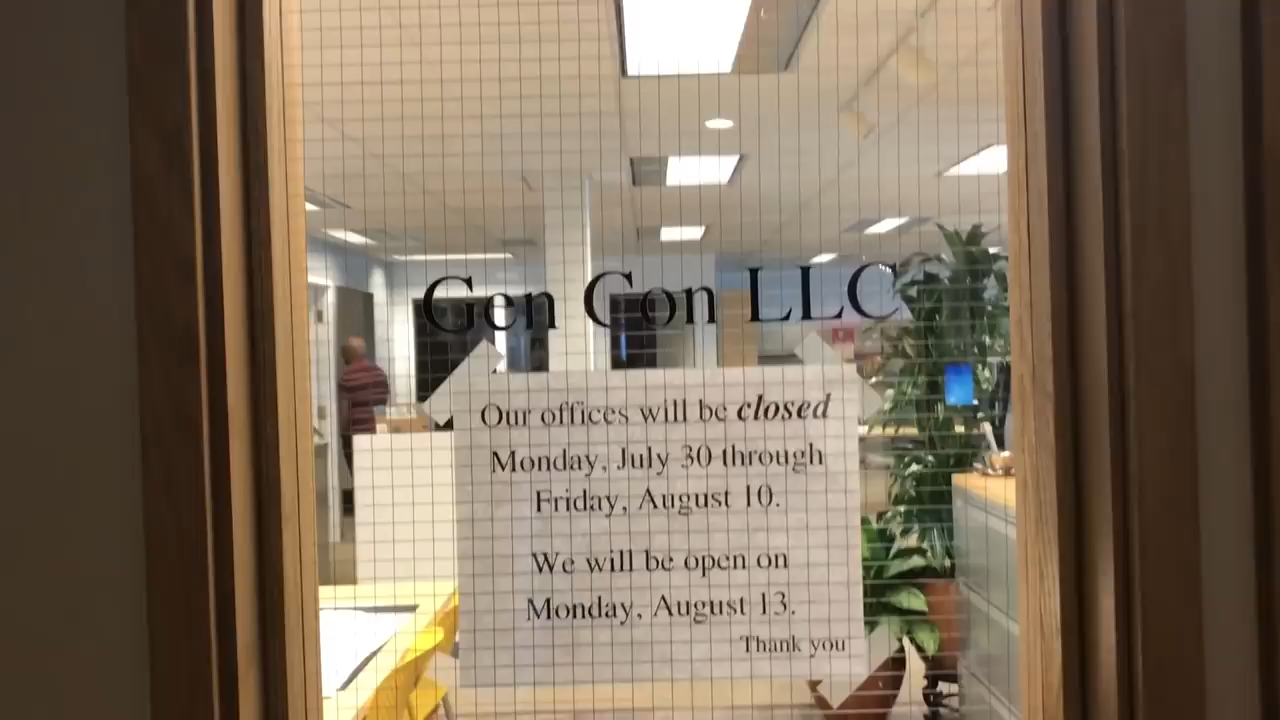 Gen Con LLC
Our offices will be closed
Monday, July 30 through
Friday, August 10.
We will be open on
Monday, August 13.
Thank you